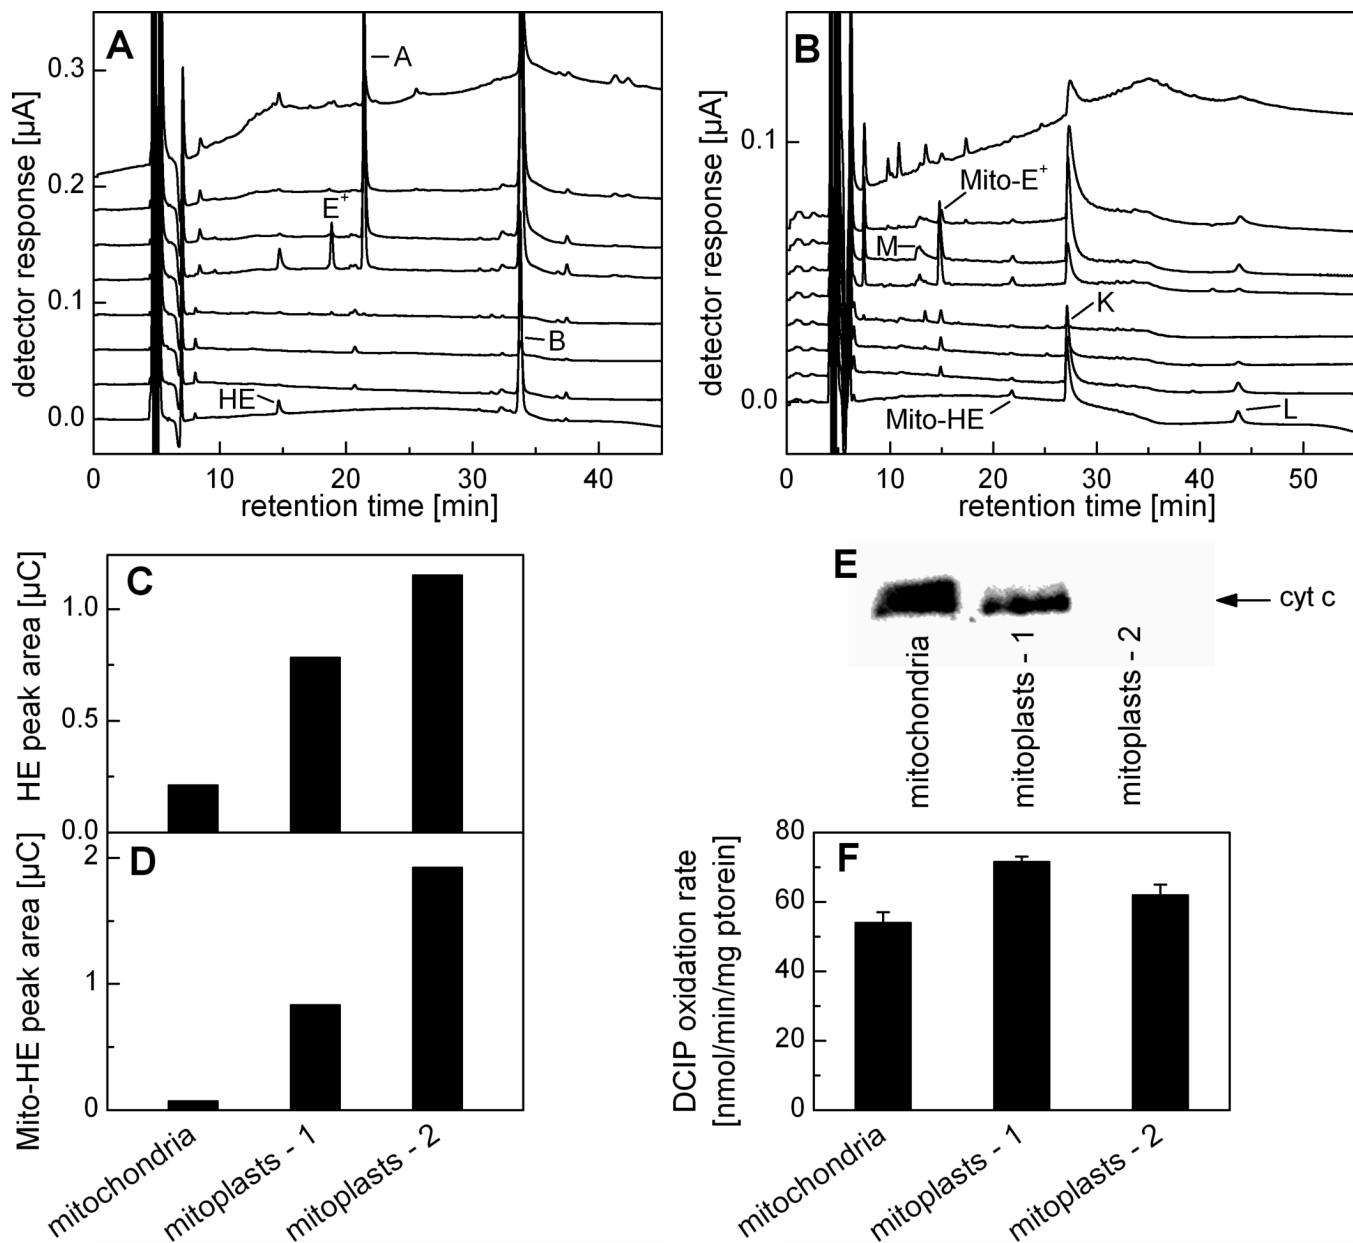 A
detector response [µA]
0.3
0.2
0.1
0.0
A
E+
HE
B
0 10 20 30 40
retention time [min]
B
detector response [µA]
0.1
0.0
Mito-E+
M
K
Mito-HE
L
0 10 20 30 40 50
retention time [min]
C
HE peak area [µC]
1.0
0.5
0.0
D
Mito-HE peak area [µC]
2
1
0
mitochondria
mitoplasts - 1
mitoplasts - 2
E
cyt c
mitochondria
mitoplasts - 1
mitoplasts - 2
F
DCIP oxidation rate
[nmol/min/mg ptorein]
80
60
40
20
0
mitochondria
mitoplasts - 1
mitoplasts - 2